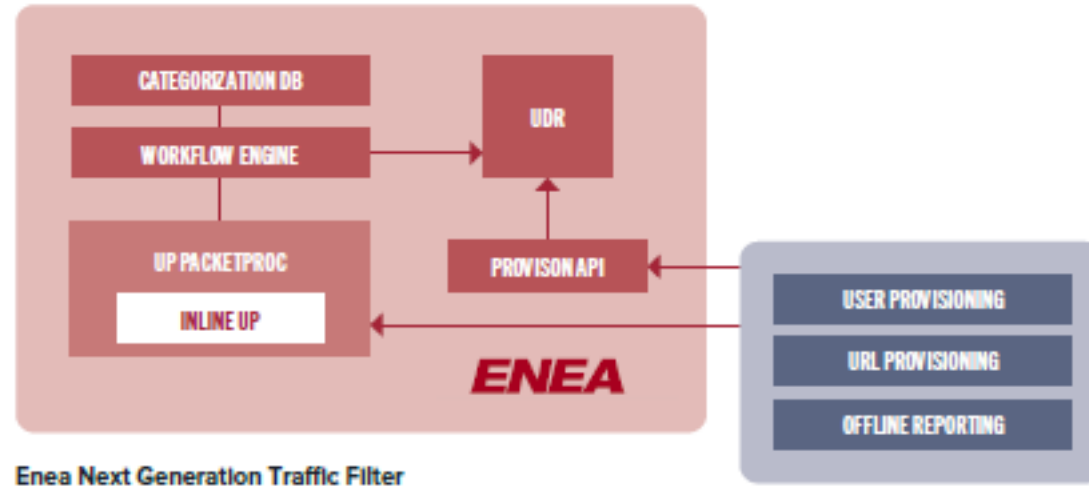 CATEGORIZATION DB
WORKFLOW ENGINE
UDR
UP PACKETPROC
INLINE UP
PROVISON API
ENEA
USER PROVISIONING
URL PROVISIONING
OFFLINE REPORTING
Enea Next Generation Traffic Filter